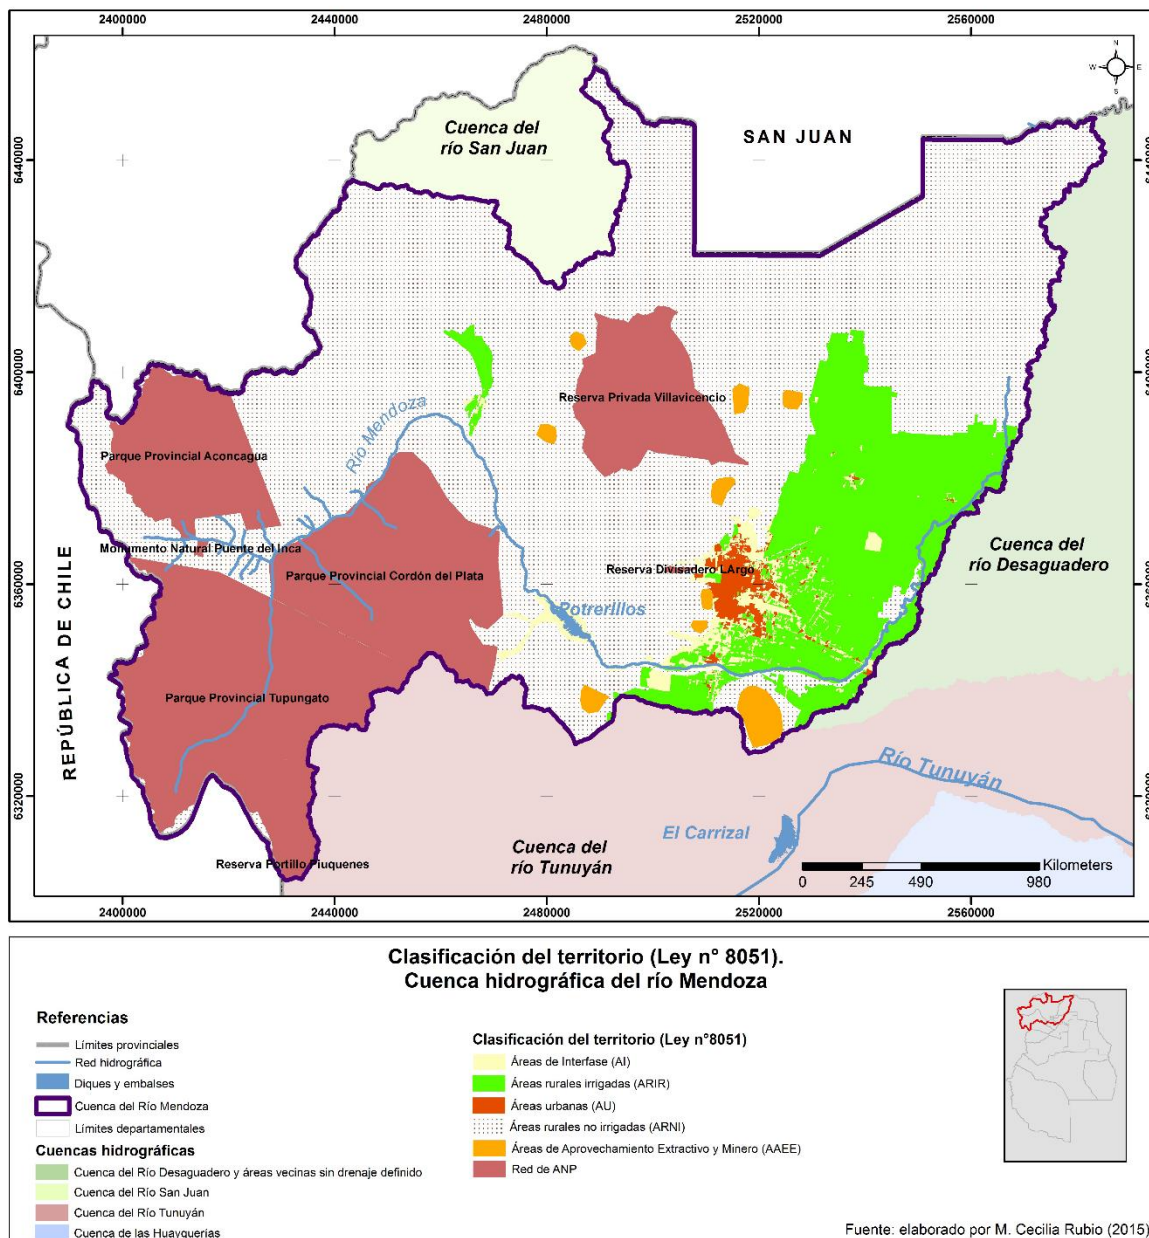 2400000 2440000 2480000 2520000 2560000
N
W E
S
Cuenca del
río San Juan
SAN JUAN
6440000
6440000
6400000
6400000
Río Mendoza
Reserva Privada Villavicencio
Parque Provincial Aconcagua
Monumento Natural Puente del Inca
Parque Provincial Cordón del Plata
Reserva Divisadero LArgo
Cuenca del
río Desaguadero
6360000
6360000
REPÚBLICA DE CHILE
Potrerillos
Parque Provincial Tupungato
Río Tunuyán
6320000
6320000
El Carrizal
Cuenca del
río Tunuyán
Reserva Portillo Piuquenes
Kilometers
0 245 490 980
2400000 2440000 2480000 2520000 2560000
Clasificación del territorio (Ley n° 8051).
Cuenca hidrográfica del río Mendoza
Referencias
Límites provinciales
Red hidrográfica
Diques y embalses
Cuenca del Río Mendoza
Límites departamentales
Cuencas hidrográficas
Cuenca del Río Desaguadero y áreas vecinas sin drenaje definido
Cuenca del Río San Juan
Cuenca del Río Tunuyán
Cuenca de las Huayquerías
Clasificación del territorio (Ley n°8051)
Áreas de Interfase (AI)
Áreas rurales irrigadas (ARIR)
Áreas urbanas (AU)
Áreas rurales no irrigadas (ARNI)
Áreas de Aprovechamiento Extractivo y Minero (AAEE)
Red de ANP
Fuente: elaborado por M. Cecilia Rubio (2015)